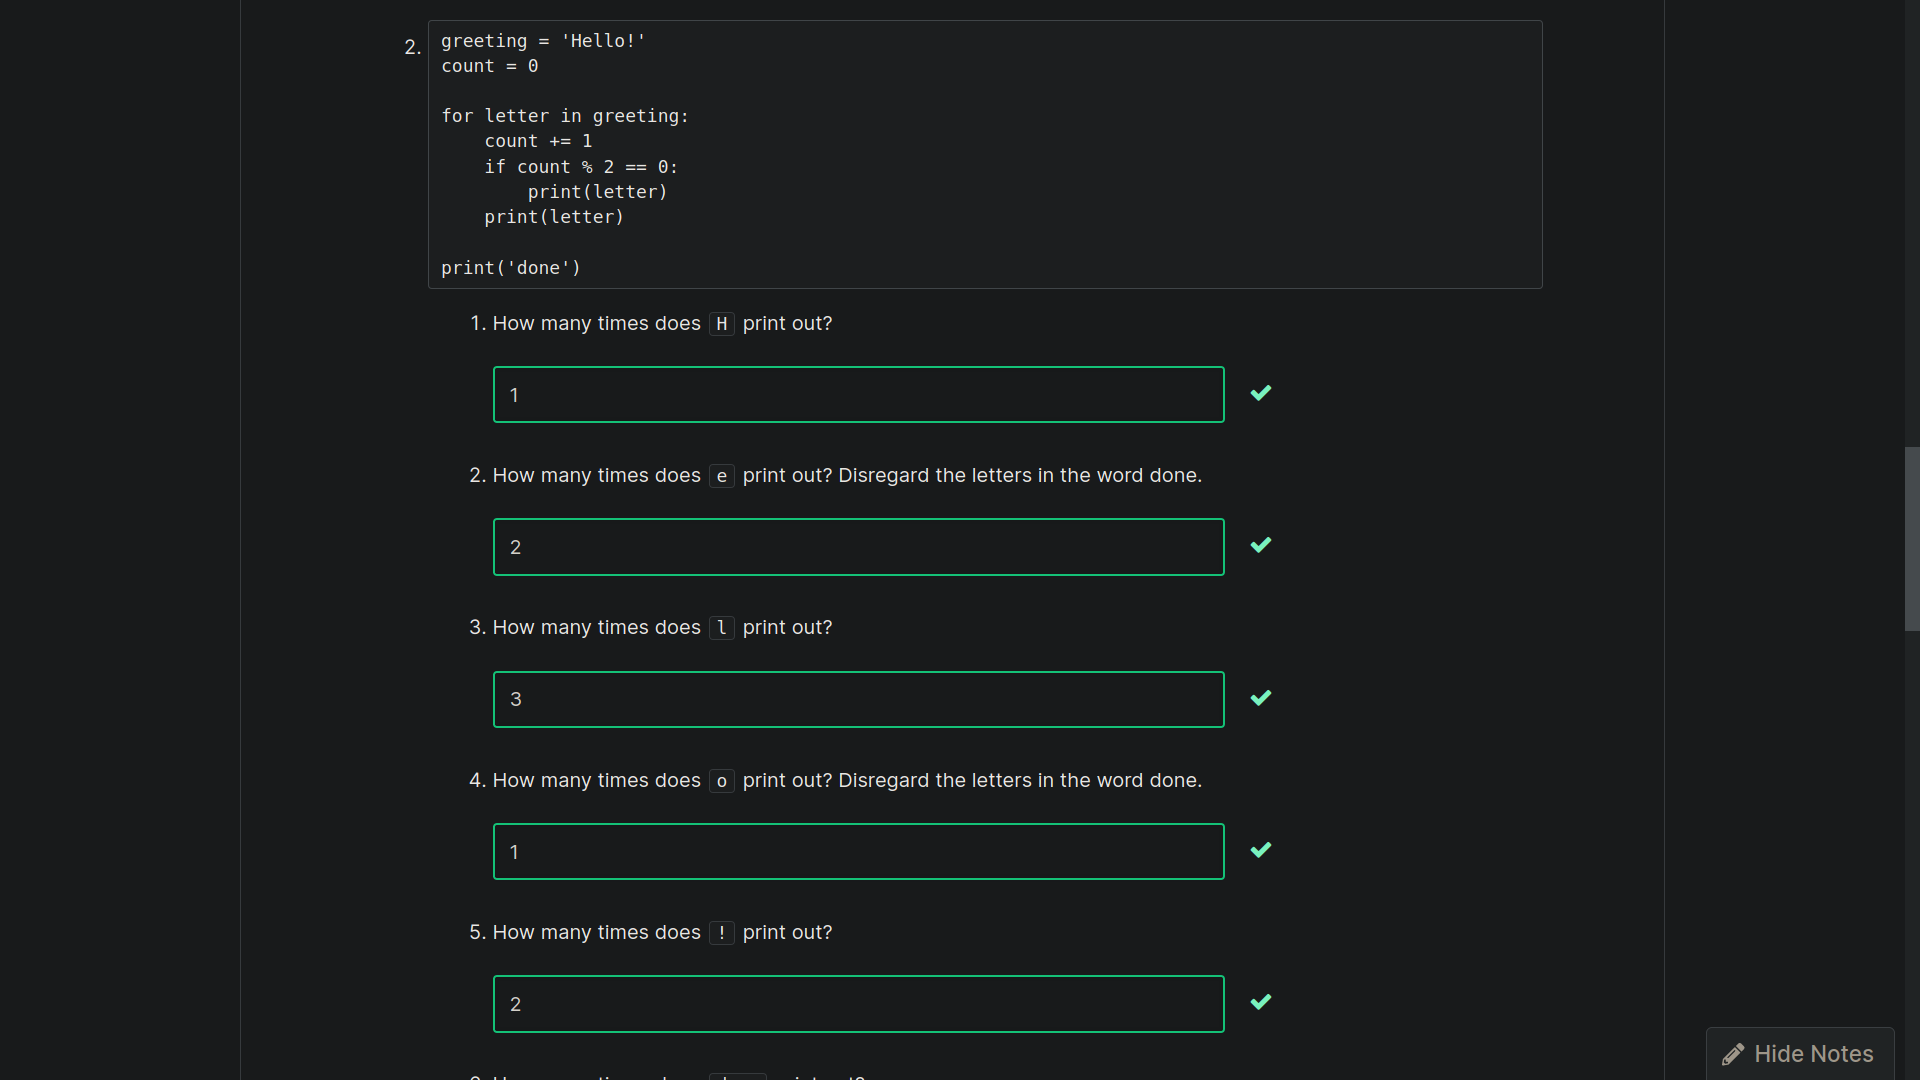 2.
greeting = 'Hello!'
count = 0
for letter in greeting:
    count += 1
    if count % 2 == 0:
        print(letter)
    print(letter)
print('done')
1. How many times does H print out?
1
2. How many times does e print out? Disregard the letters in the word done.
2
3. How many times does l print out?
3
4. How many times does o print out? Disregard the letters in the word done.
1
5. How many times does ! print out?
2
Hide Notes